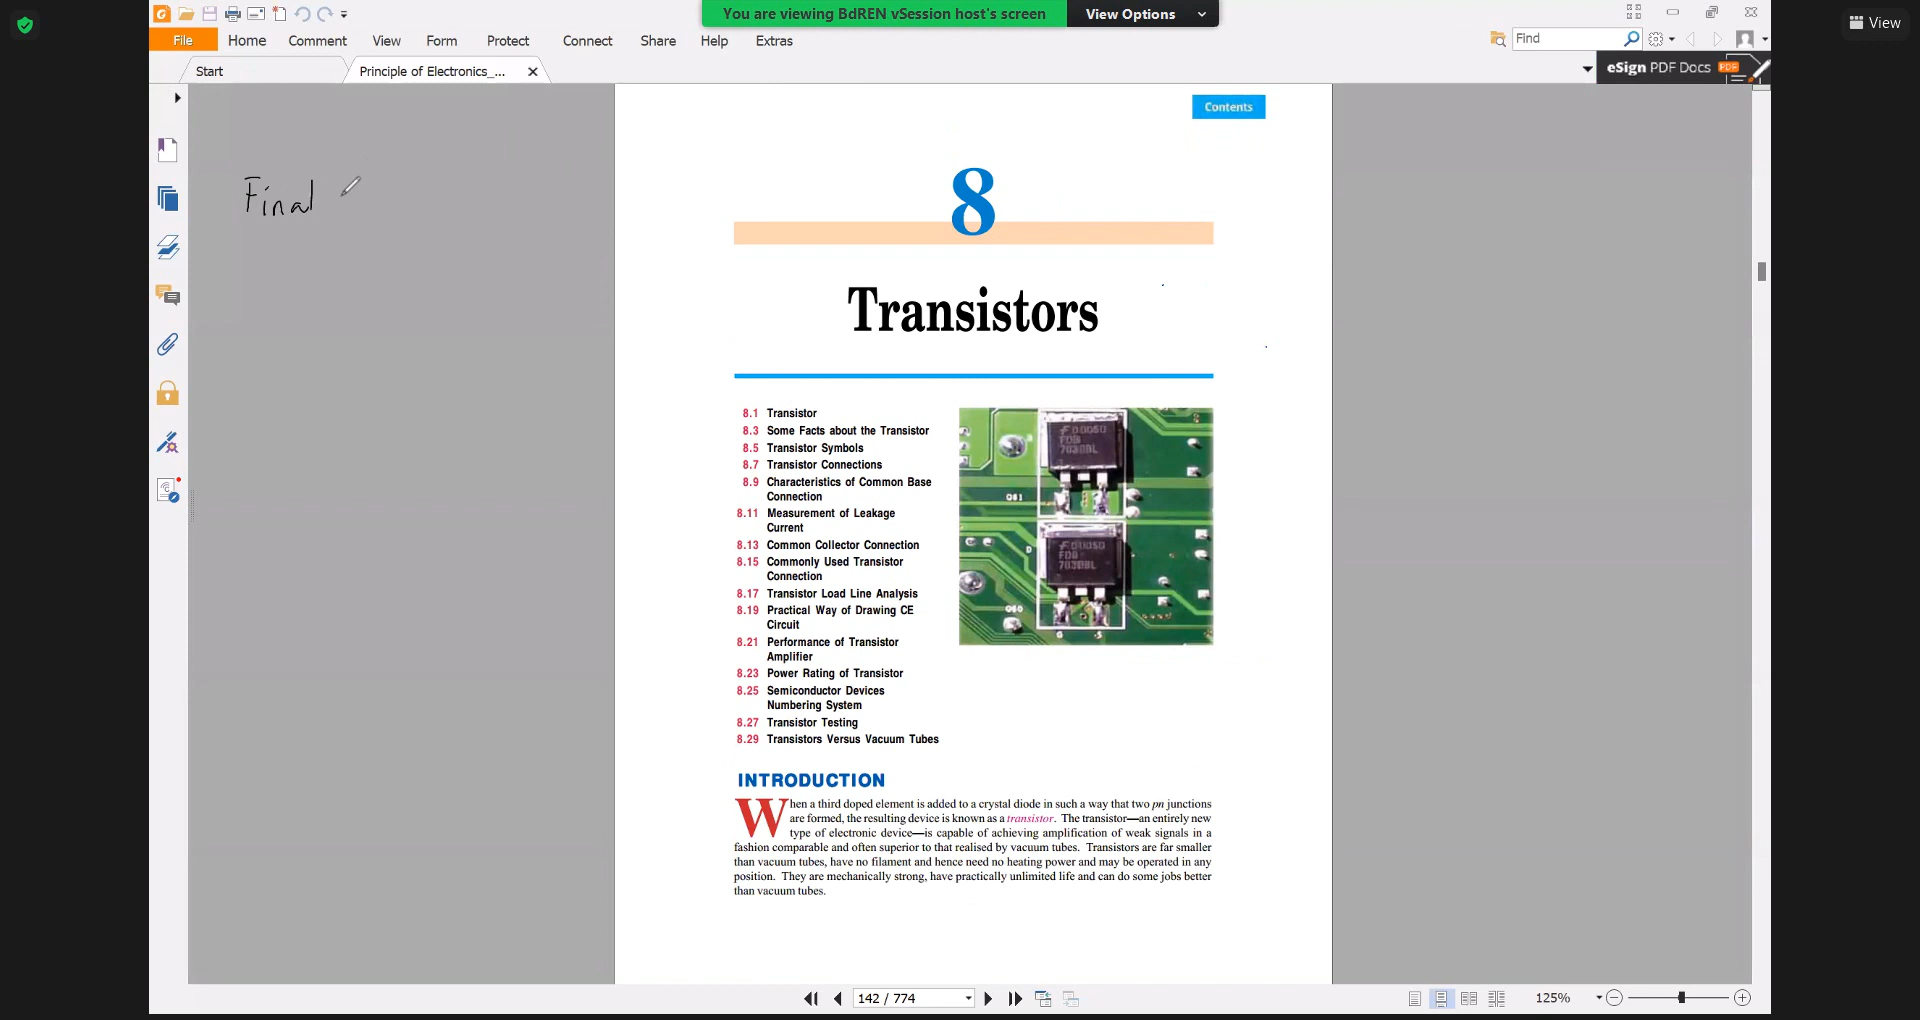 You are viewing BdREN vSession host's screen
View Options
View
File Home Comment View Form Protect Connect Share Help Extras
Find
Start
Principle of Electronics_...
eSign PDF Docs
PDF
Contents
Final
8
Transistors
8.1 Transistor
8.3 Some Facts about the Transistor
8.5 Transistor Symbols
8.7 Transistor Connections
8.9 Characteristics of Common Base
Connection
8.11 Measurement of Leakage
Current
8.13 Common Collector Connection
8.15 Commonly Used Transistor
Connection
8.17 Transistor Load Line Analysis
8.19 Practical Way of Drawing CE
Circuit
8.21 Performance of Transistor
Amplifier
8.23 Power Rating of Transistor
8.25 Semiconductor Devices
Numbering System
8.27 Transistor Testing
8.29 Transistors Versus Vacuum Tubes
INTRODUCTION
When a third doped element is added to a crystal diode in such a way that two pn junctions
are formed, the resulting device is known as a transistor. The transistor—an entirely new
type of electronic device—is capable of achieving amplification of weak signals in a
fashion comparable and often superior to that realised by vacuum tubes. Transistors are far smaller
than vacuum tubes, have no filament and hence need no heating power and may be operated in any
position. They are mechanically strong, have practically unlimited life and can do some jobs better
than vacuum tubes.
142 / 774
125%